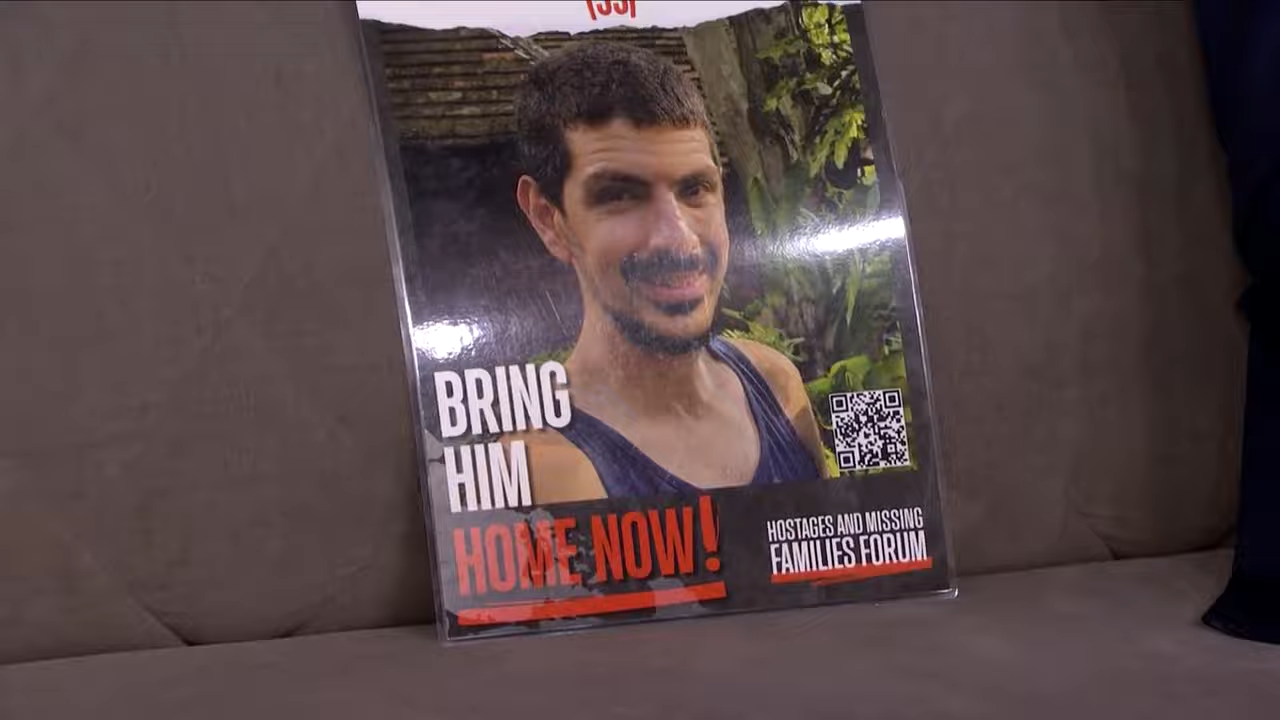 BRING
HIM
HOME NOW!
HOSTAGES AND MISSING
FAMILIES FORUM